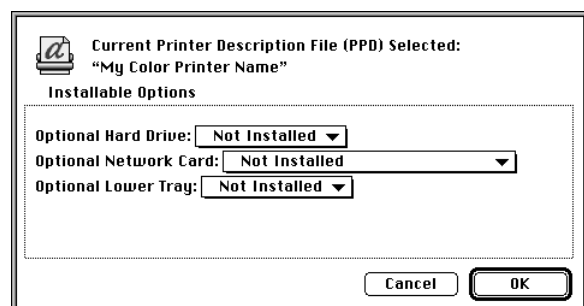 Current Printer Description File (PPD) Selected:
“My Color Printer Name”
Installable Options
Optional Hard Drive: Not Installed
Optional Network Card: Not Installed
Optional Lower Tray: Not Installed
Cancel OK